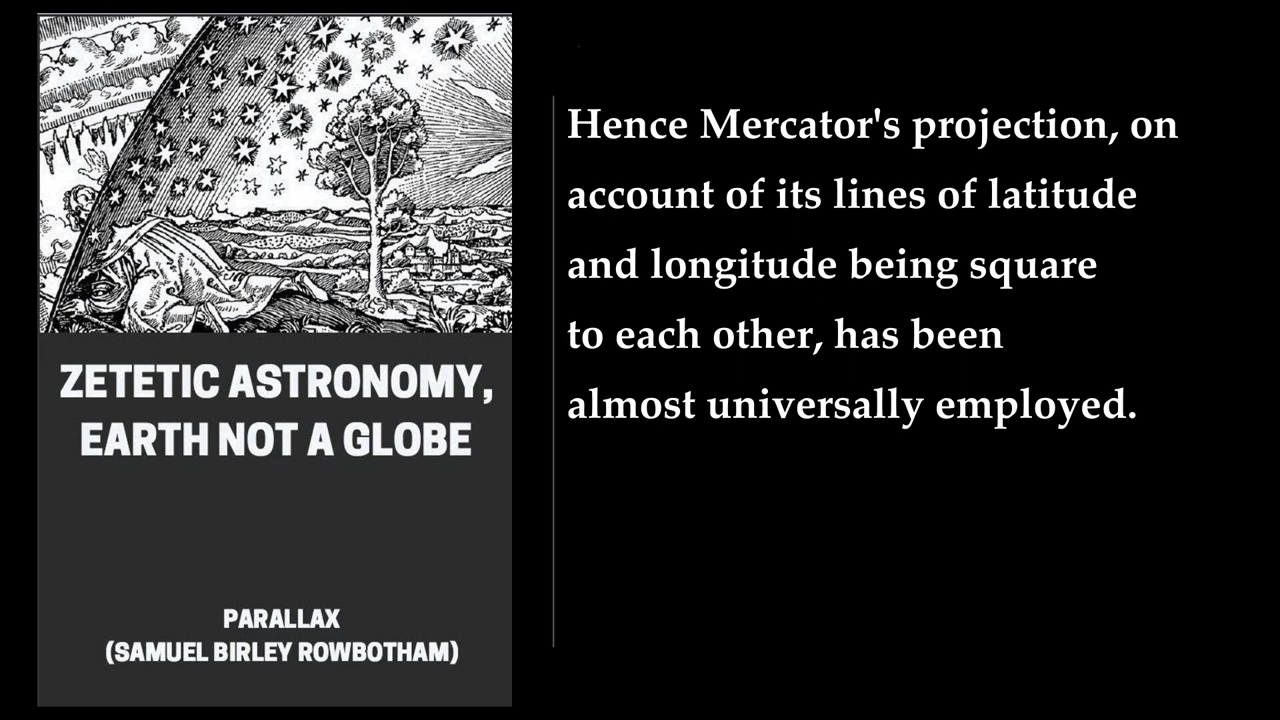 ZETETIC ASTRONOMY,
EARTH NOT A GLOBE
PARALLAX
(SAMUEL BIRLEY ROWBOTHAM)
Hence Mercator's projection, on
account of its lines of latitude
and longitude being square
to each other, has been
almost universally employed.